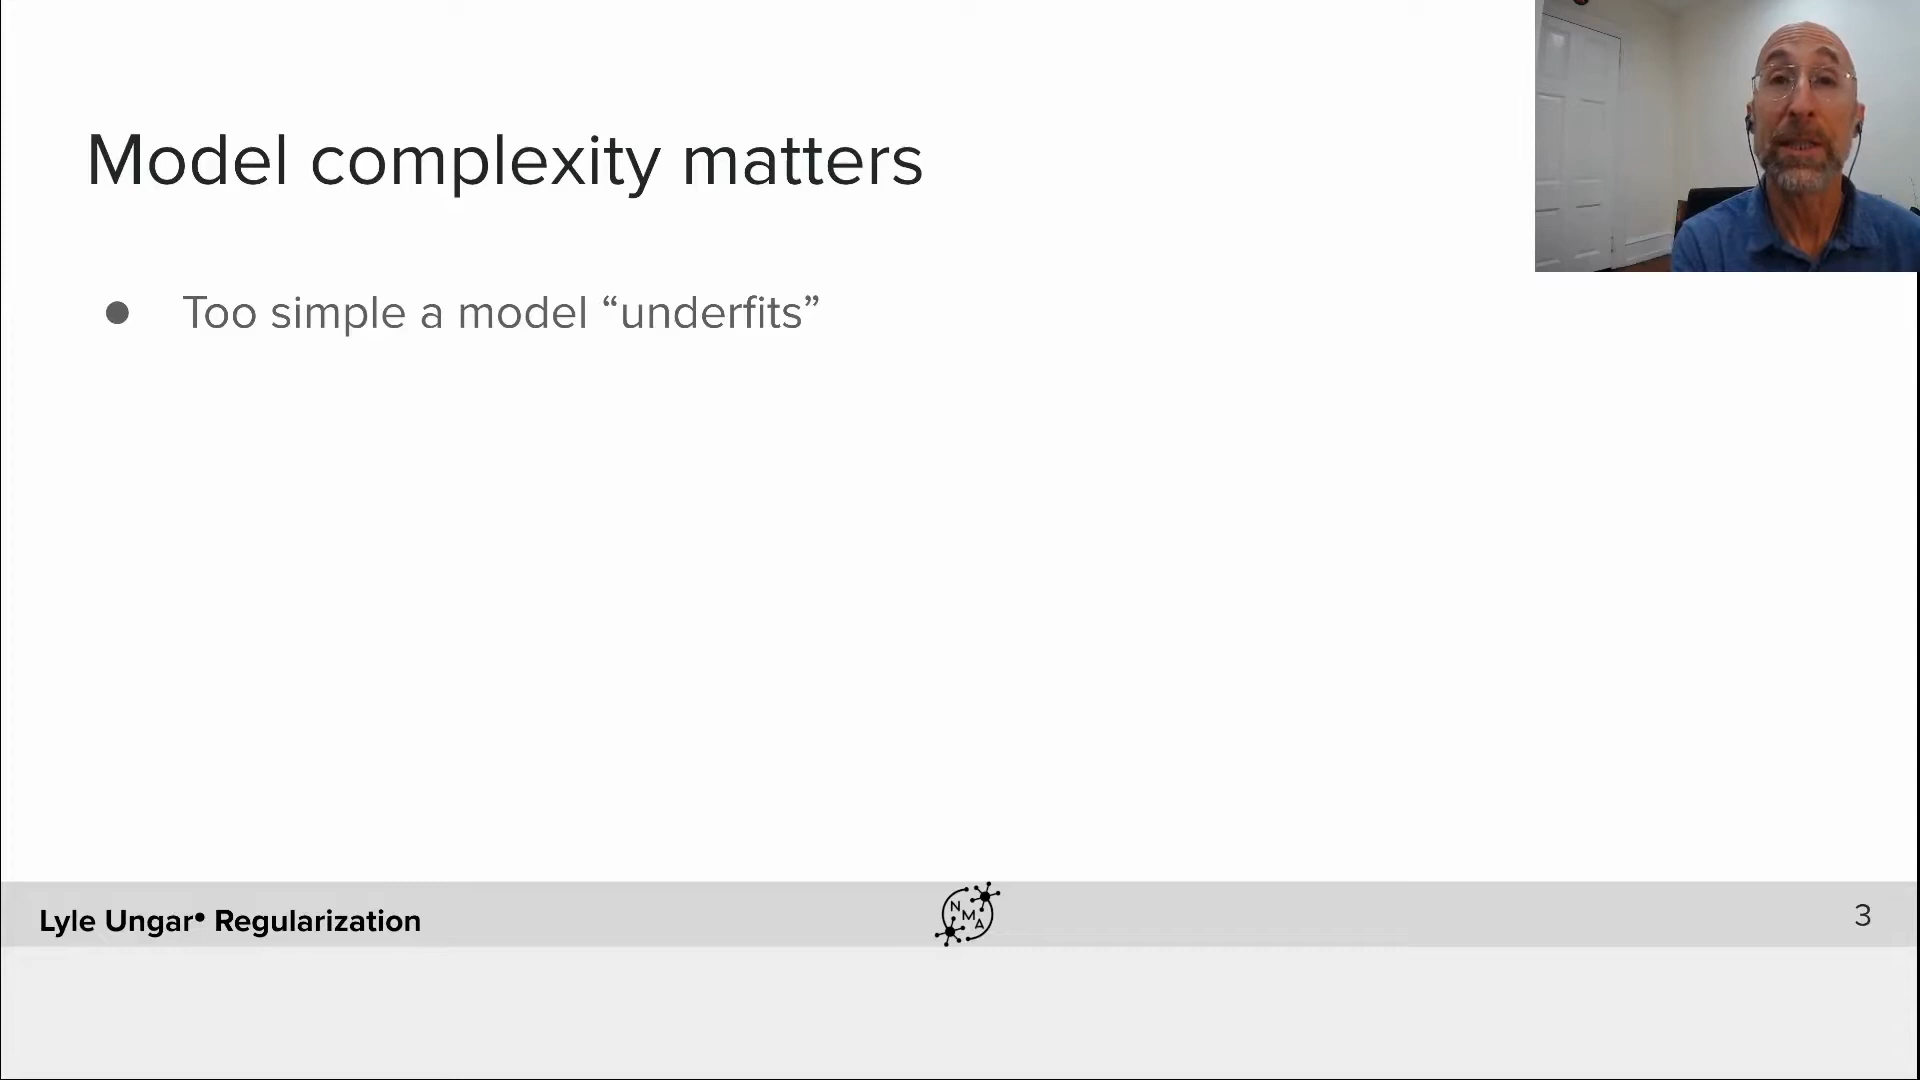 Model complexity matters
● Too simple a model “underfits”
Lyle Ungar• Regularization
N
M
A
3